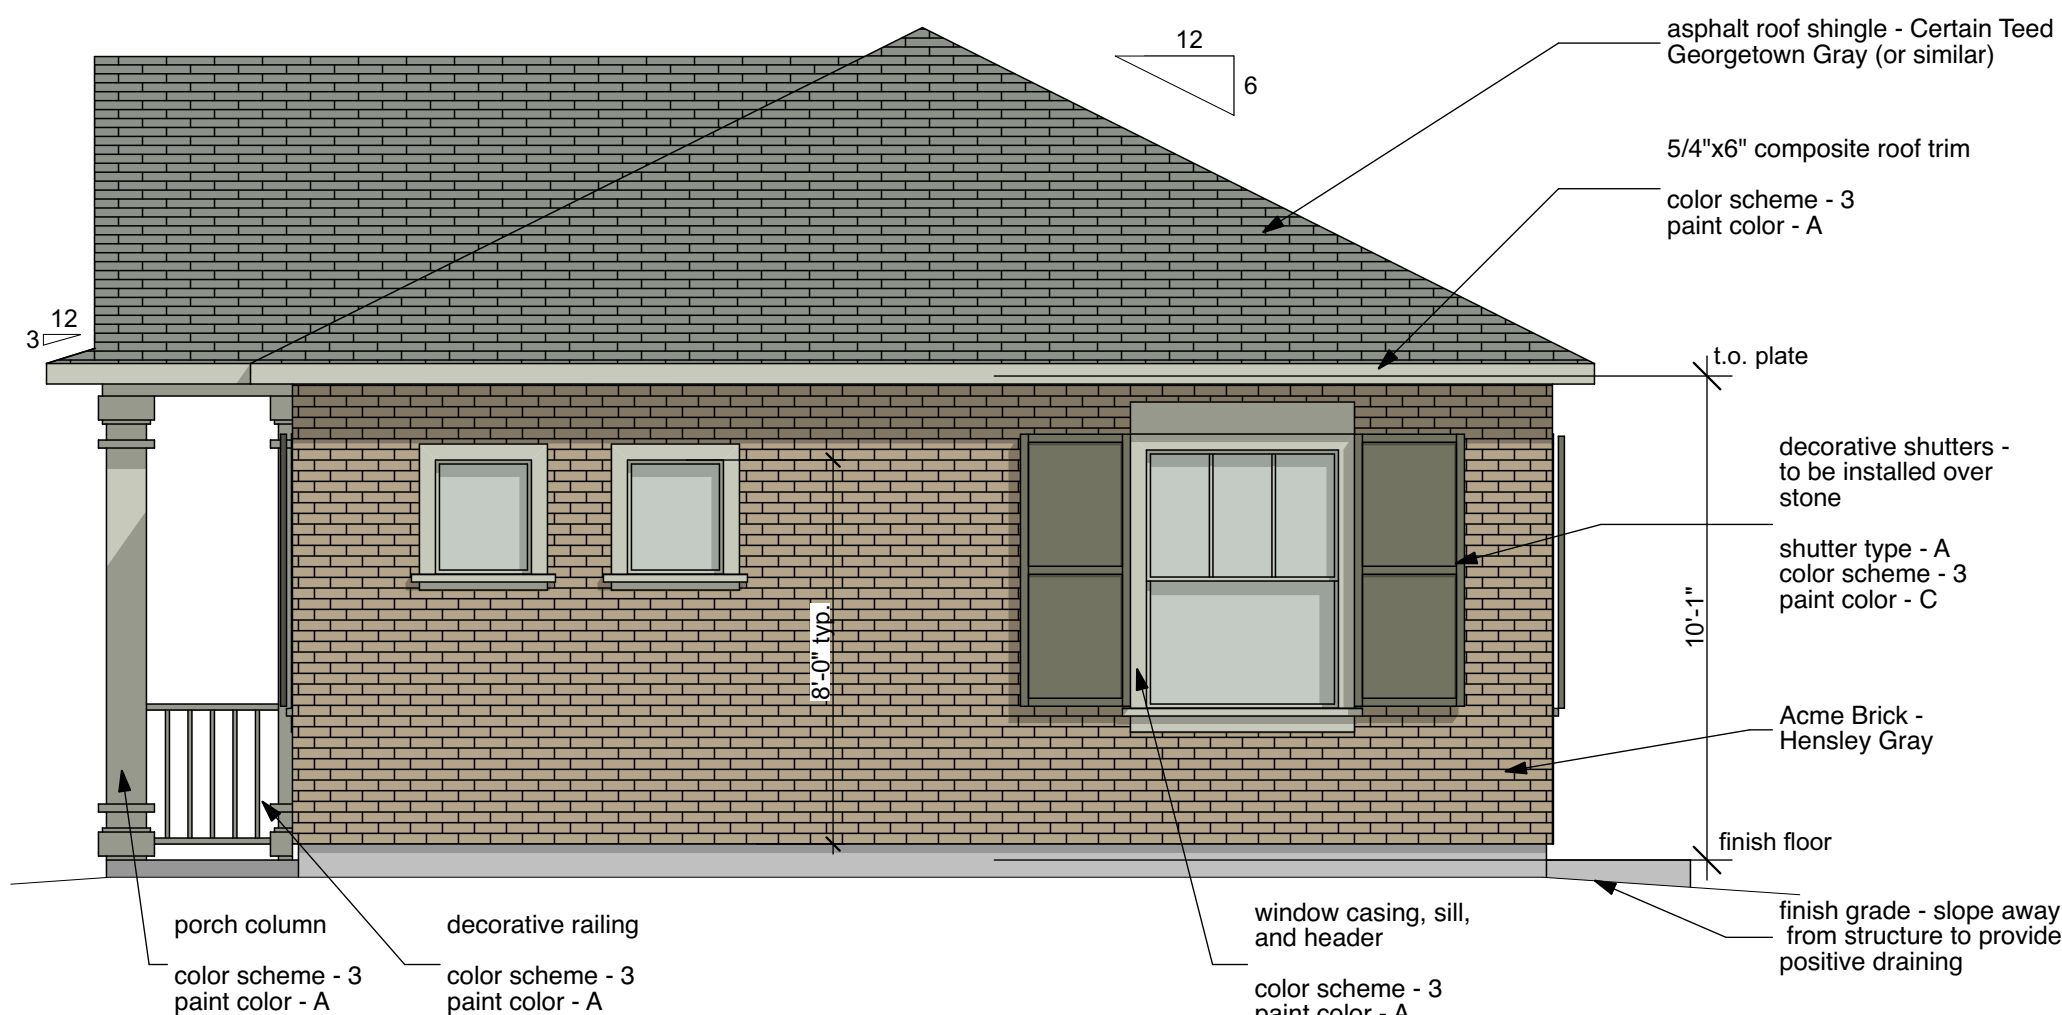 12
6
asphalt roof shingle - Certain Teed
Georgetown Gray (or similar)
5/4"x6" composite roof trim
color scheme - 3
paint color - A
12
3
t.o. plate
decorative shutters -
to be installed over
stone
shutter type - A
color scheme - 3
paint color - C
10'-1"
8'-0" typ.
Acme Brick -
Hensley Gray
finish floor
finish grade - slope away
from structure to provide
positive draining
porch column
color scheme - 3
paint color - A
decorative railing
color scheme - 3
paint color - A
window casing, sill,
and header
color scheme - 3
paint color - A